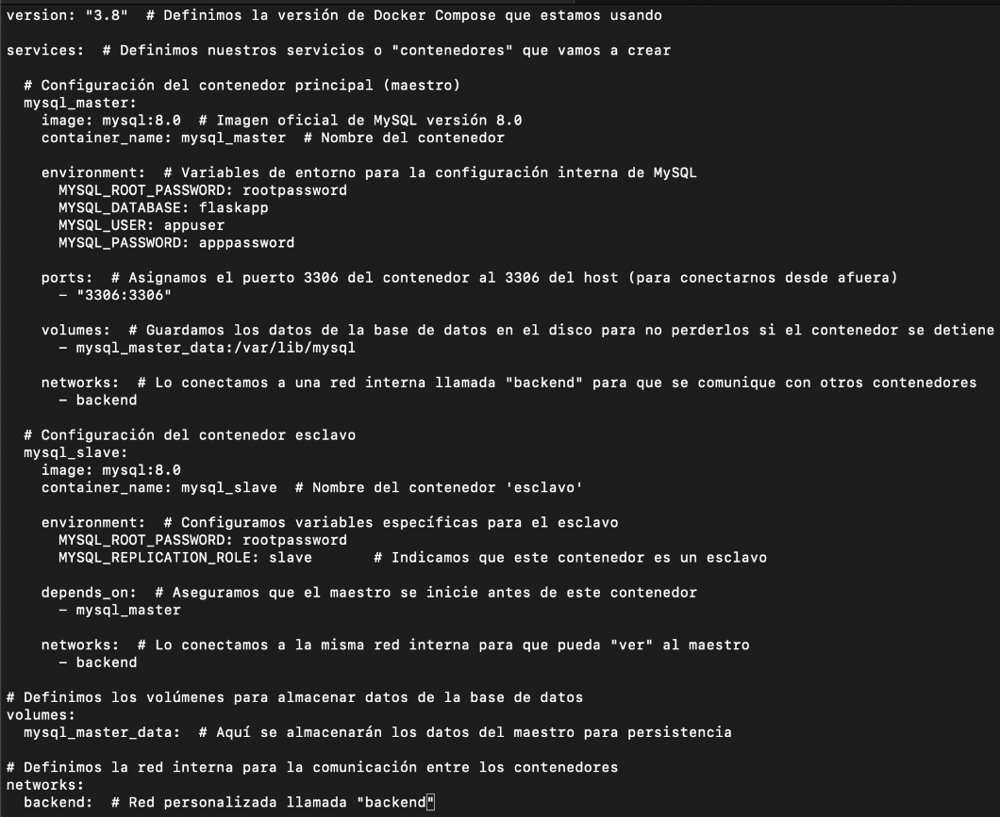 version: "3.8"  # Definimos la versión de Docker Compose que estamos usando
services:  # Definimos nuestros servicios o "contenedores" que vamos a crear
  # Configuración del contenedor principal (maestro)
  mysql_master:
    image: mysql:8.0  # Imagen oficial de MySQL versión 8.0
    container_name: mysql_master  # Nombre del contenedor
    environment:  # Variables de entorno para la configuración interna de MySQL
      MYSQL_ROOT_PASSWORD: rootpassword
      MYSQL_DATABASE: flaskapp
      MYSQL_USER: appuser
      MYSQL_PASSWORD: apppassword
    ports:  # Asignamos el puerto 3306 del contenedor al 3306 del host (para conectarnos desde afuera)
      - "3306:3306"
    volumes:  # Guardamos los datos de la base de datos en el disco para no perderlos si el contenedor se detiene
      - mysql_master_data:/var/lib/mysql
    networks:  # Lo conectamos a una red interna llamada "backend" para que se comunique con otros contenedores
      - backend
  # Configuración del contenedor esclavo
  mysql_slave:
    image: mysql:8.0
    container_name: mysql_slave  # Nombre del contenedor 'esclavo'
    environment:  # Configuramos variables específicas para el esclavo
      MYSQL_ROOT_PASSWORD: rootpassword
      MYSQL_REPLICATION_ROLE: slave       # Indicamos que este contenedor es un esclavo
    depends_on:  # Aseguramos que el maestro se inicie antes de este contenedor
      - mysql_master
    networks:  # Lo conectamos a la misma red interna para que pueda "ver" al maestro
      - backend
# Definimos los volúmenes para almacenar datos de la base de datos
volumes:
  mysql_master_data:  # Aquí se almacenarán los datos del maestro para persistencia
# Definimos la red interna para la comunicación entre los contenedores
networks:
  backend:  # Red personalizada llamada "backend"